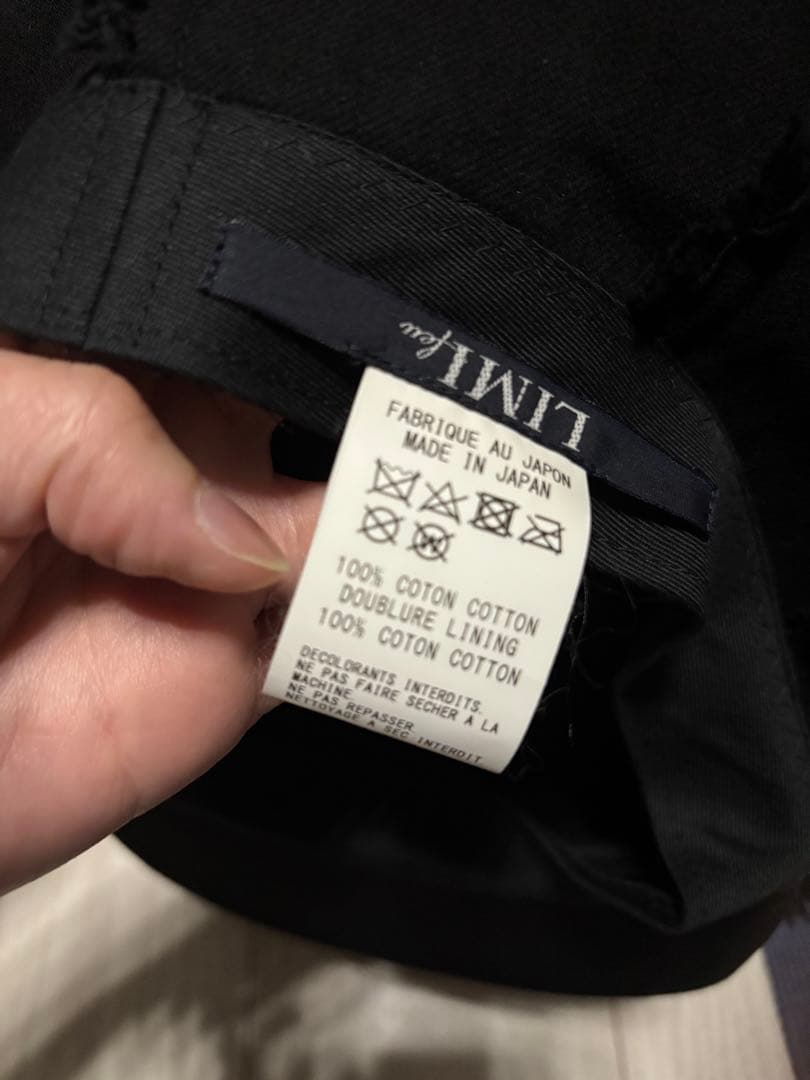 LIMI feu
FABRIQUE AU JAPON
MADE IN JAPAN
W
100% COTON COTTON
DOUBLURE LINING
100% COTON COTTON
DECOLORANTS INTERDITS.
NE PAS FAIRE SECHER A LA
MACHINE.
NE PAS REPASSER.
NETTOYAGE A SEC INTERDIT.